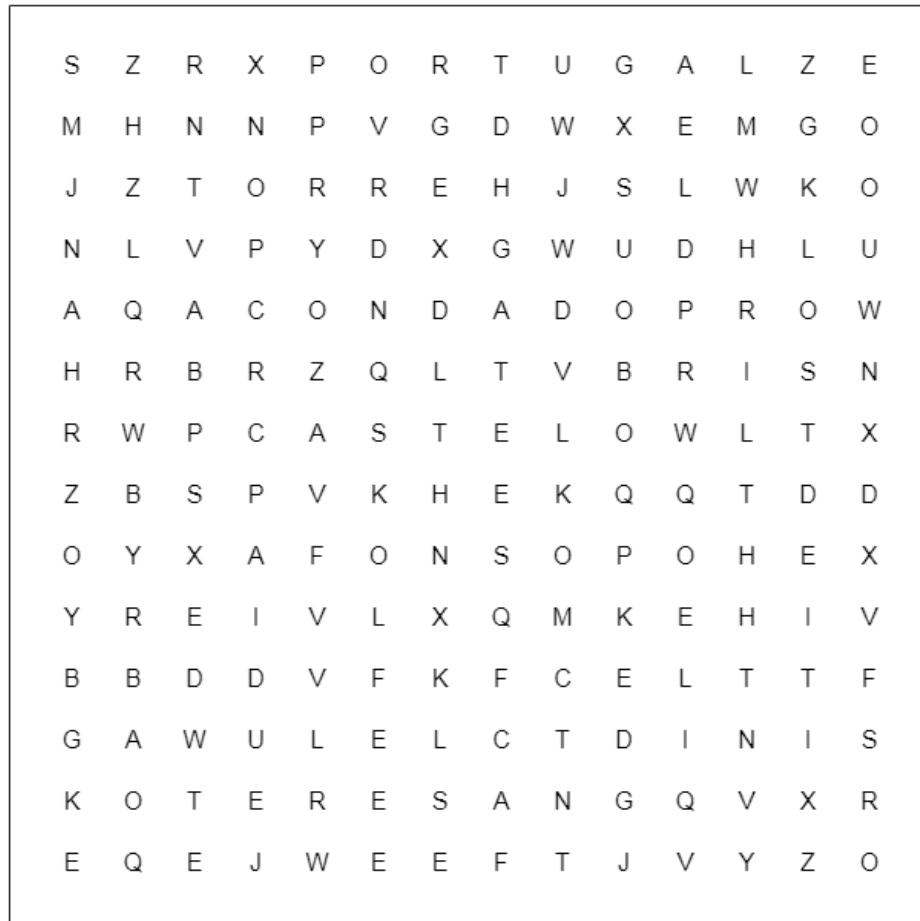 S Z R X P O R T U G A L Z E
M H N N P V G D W X E M G O
J Z T O R R E H J S L W K O
N L V P Y D X G W U D H L U
A Q A C O N D A D O P R O W
H R B R Z Q L T V B R I S N
R W P C A S T E L O W L T X
Z B S P V K H E K Q Q T D D
O Y X A F O N S O P O H E X
Y R E I V L X Q M K E H I V
B B D D V F K F C E L T T F
G A W U L E L C T D I N I S
K O T E R E S A N G Q V X R
E Q E J W E E F T J V Y Z O